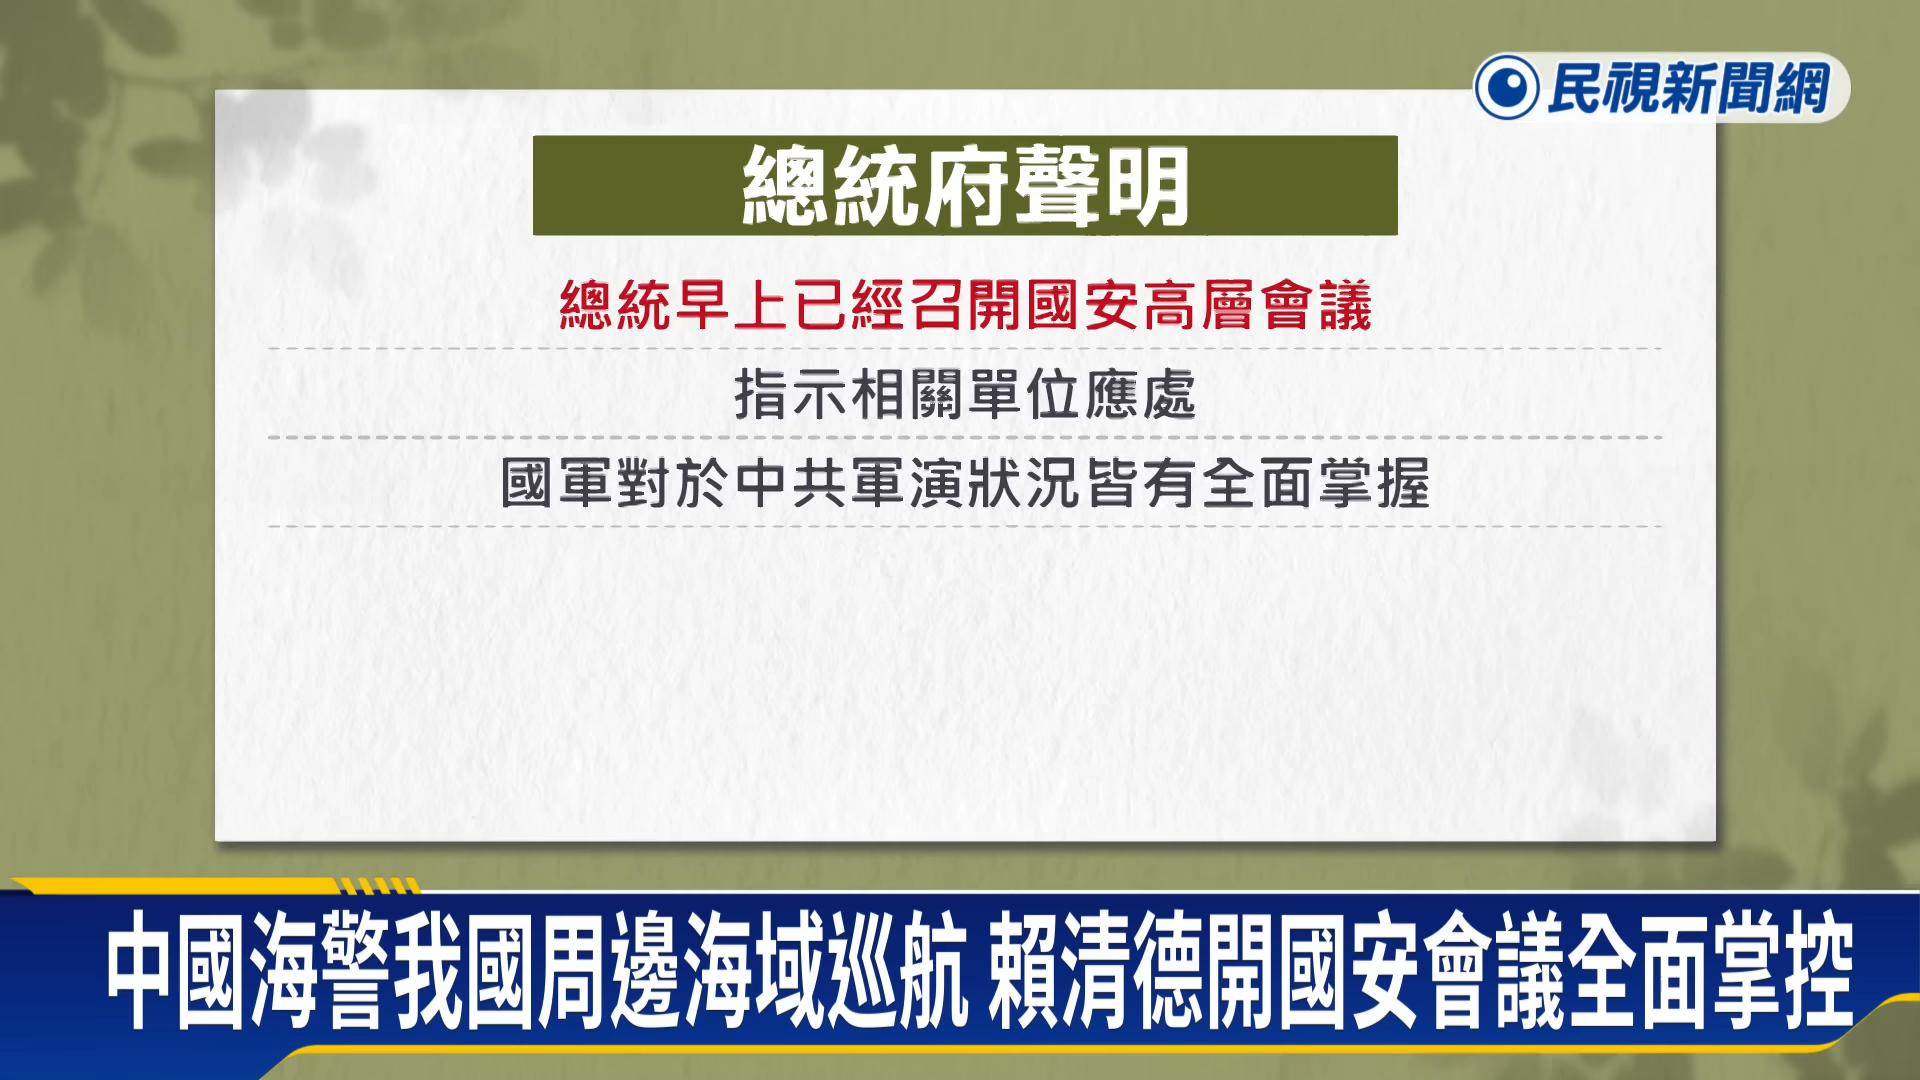 民視新聞網
總統府聲明
總統早上已經召開國安高層會議
指示相關單位應處
國軍對於中共軍演狀況皆有全面掌握
中國海警我國周邊海域巡航 賴清德開國安會議全面掌控